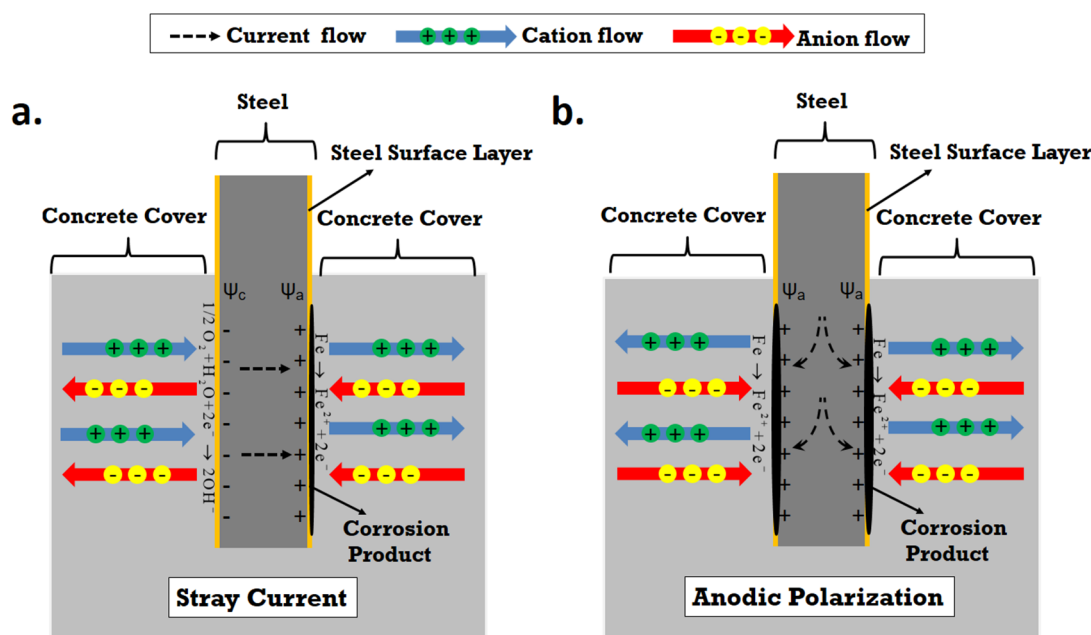 Current flow
Cation flow
Anion flow
a.
Steel
Steel Surface Layer
Concrete Cover
Concrete Cover
Ψc
Ψa
1/2 O₂+H₂O+2e⁻ → 2OH⁻
- + 
- +
- +
- +
- +
- +
- +
Fe → Fe²⁺ + 2e⁻
+ + +
- - -
+ + +
- - -
+ + +
- - -
+ + +
- - -
Corrosion
Product
Stray Current
b.
Steel
Steel Surface Layer
Concrete Cover
Concrete Cover
Ψa
Ψa
Fe → Fe²⁺ + 2e⁻
+ +
+ +
+ +
+ +
+ +
+ +
+ +
Fe → Fe²⁺ + 2e⁻
+ + +
- - -
+ + +
- - -
+ + +
- - -
+ + +
- - -
Corrosion
Product
Anodic Polarization